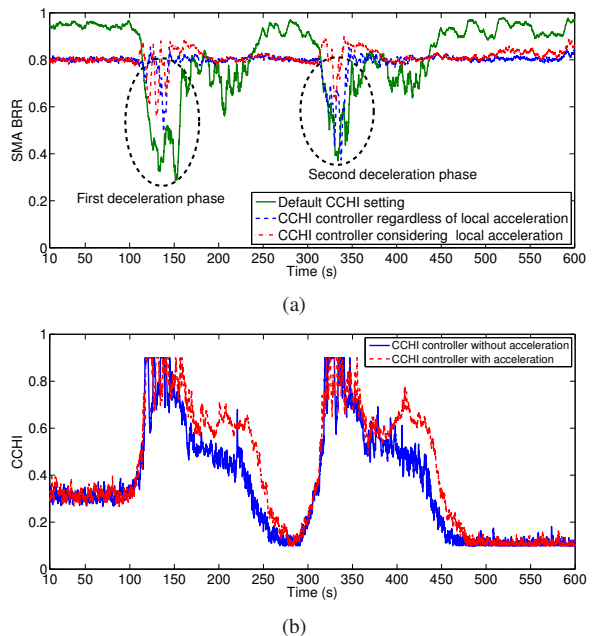 1
0.8
0.6
0.4
0.2
0
SMA BRR
First deceleration phase
Second deceleration phase
Default CCHI setting
CCHI controller regardless of local acceleration
CCHI controller considering local acceleration
10 50 100 150 200 250 300 350 400 450 500 550 600
Time (s)
(a)
1
0.8
0.6
0.4
0.2
0
CCHI
CCHI controller without acceleration
CCHI controller with acceleration
10 50 100 150 200 250 300 350 400 450 500 550 600
Time (s)
(b)